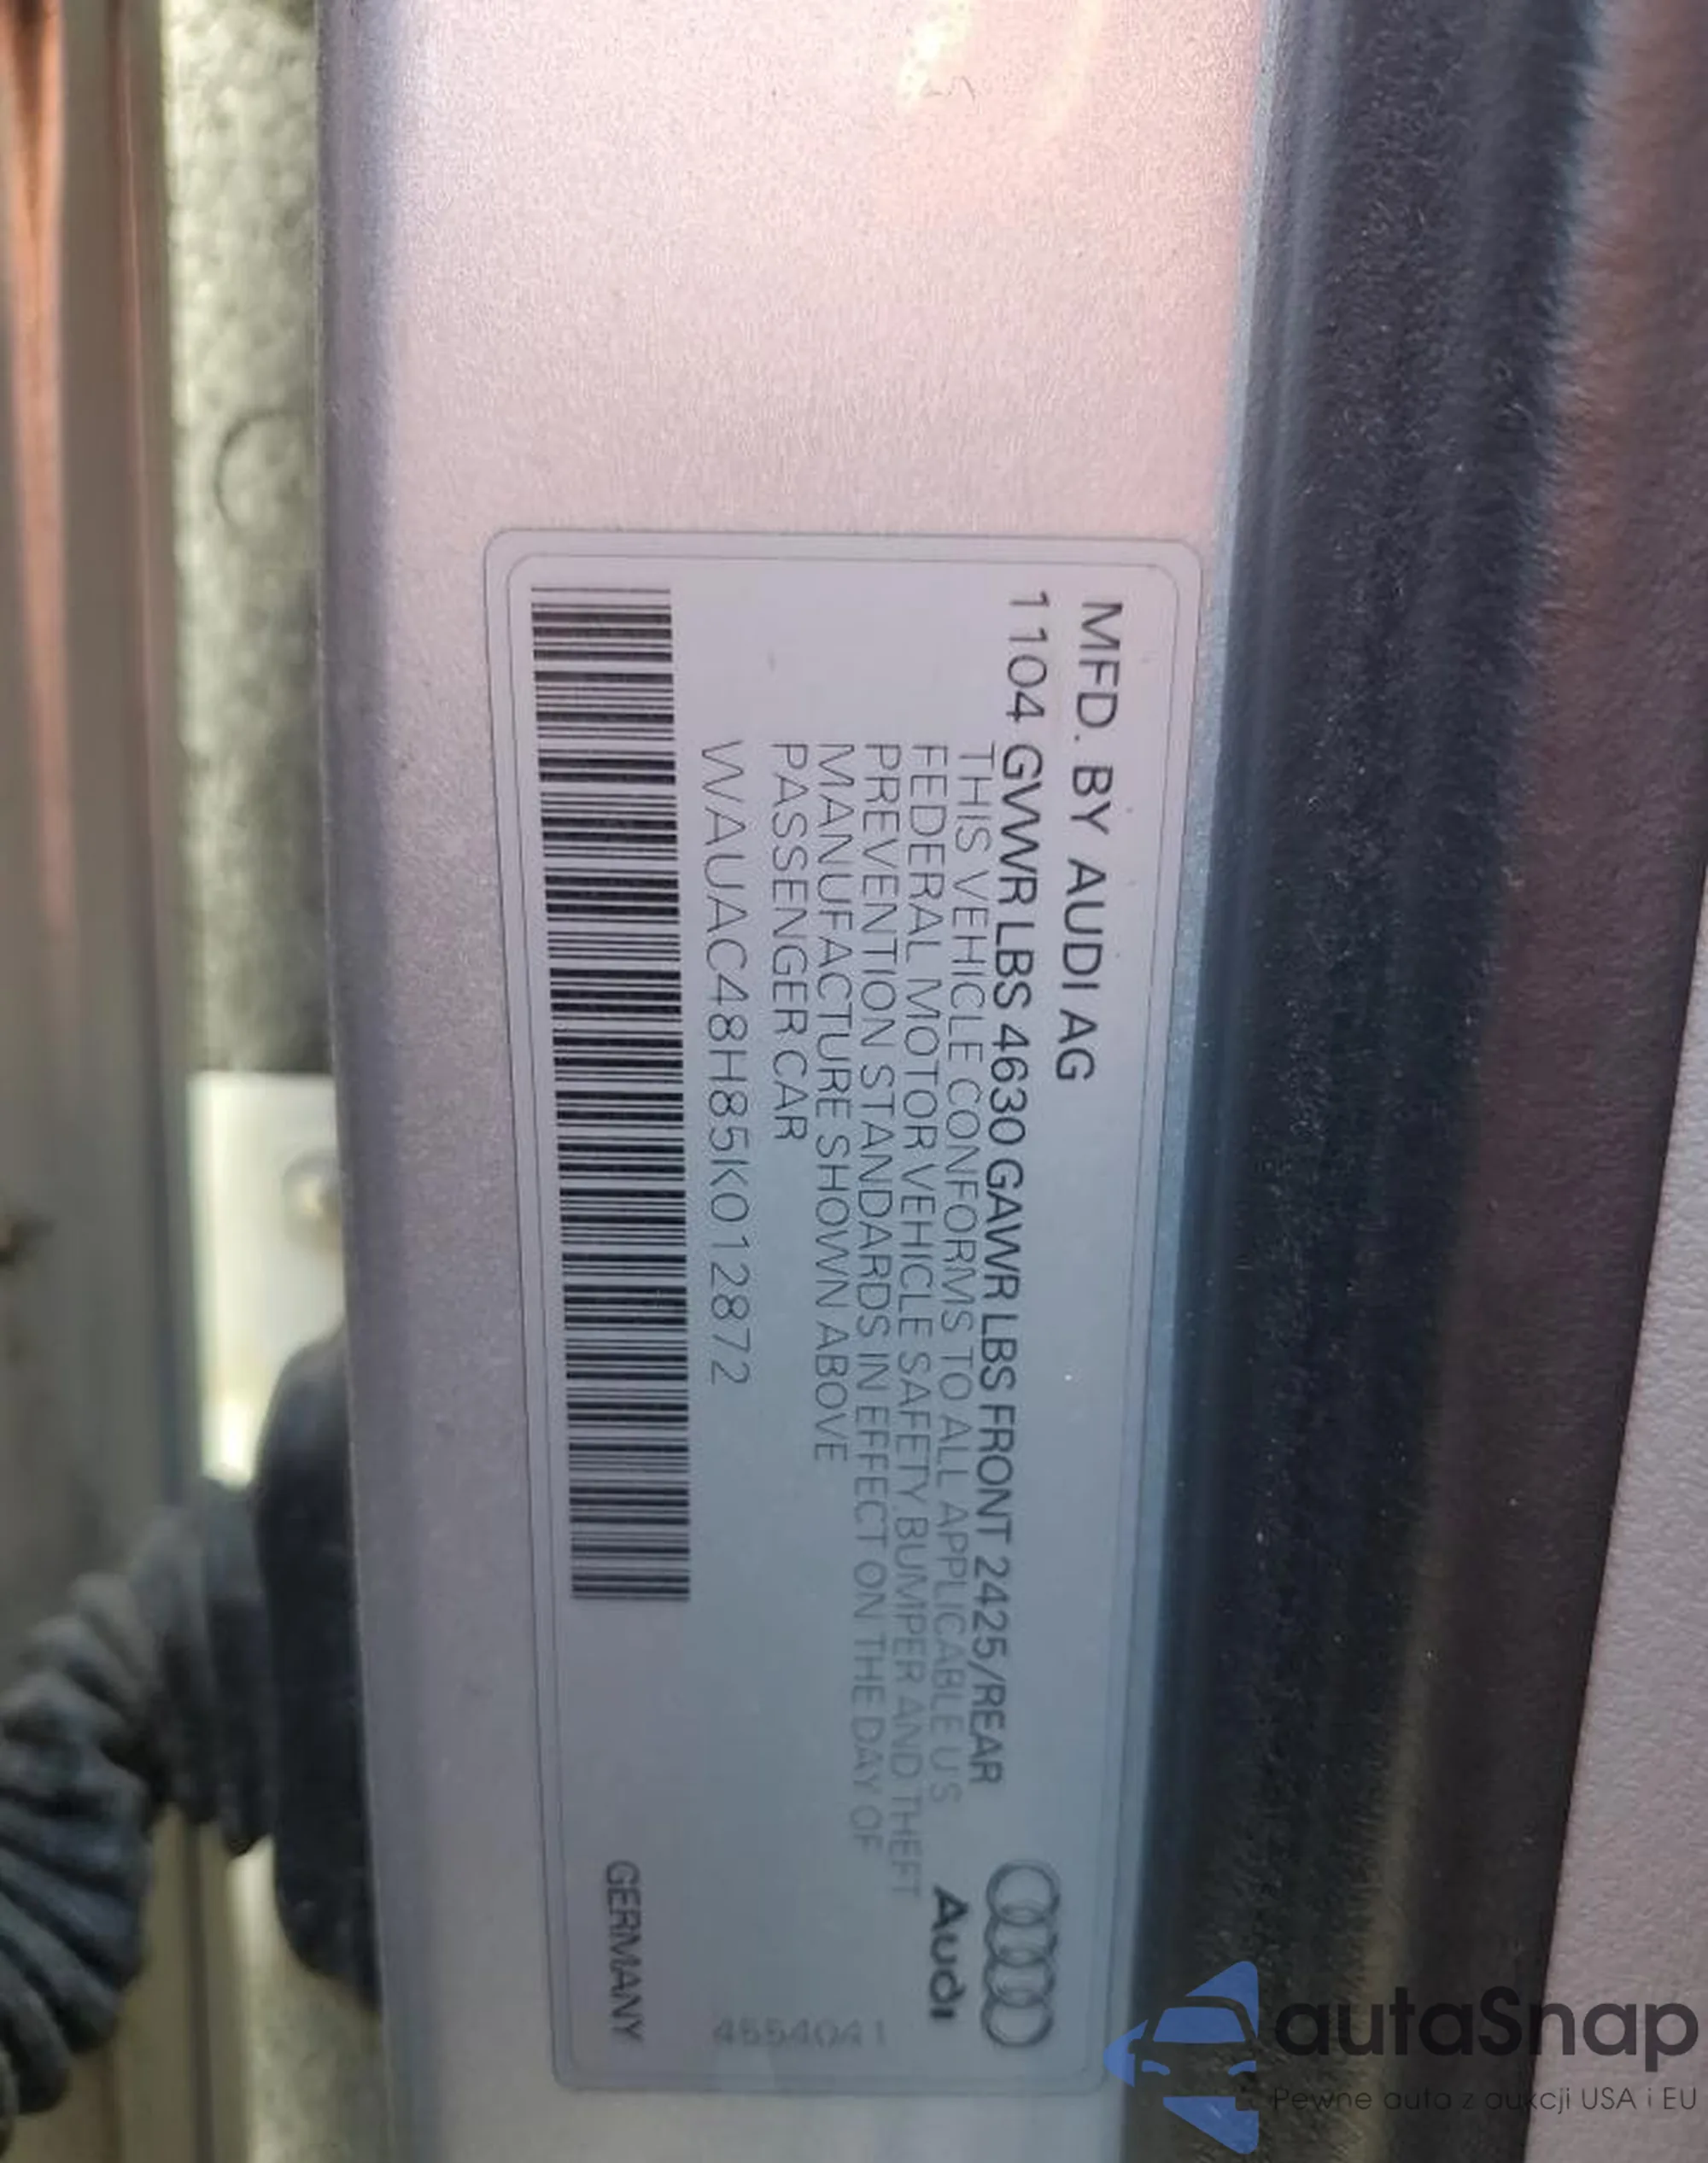 MFD. BY AUDI AG
1104 GVWR LBS 4630 GAWR LBS FRONT 2425/REAR
THIS VEHICLE CONFORMS TO ALL APPLICABLE U S
FEDERAL MOTOR VEHICLE SAFETY BUMPER AND THEFT
PREVENTION STANDARDS IN EFFECT ON THE DAY OF
MANUFACTURE SHOWN ABOVE
PASSENGER CAR
WAUAC48H85K012872
Audi
GERMANY
4554041
autaSnap
Pewne auta z aukcji USA i EU